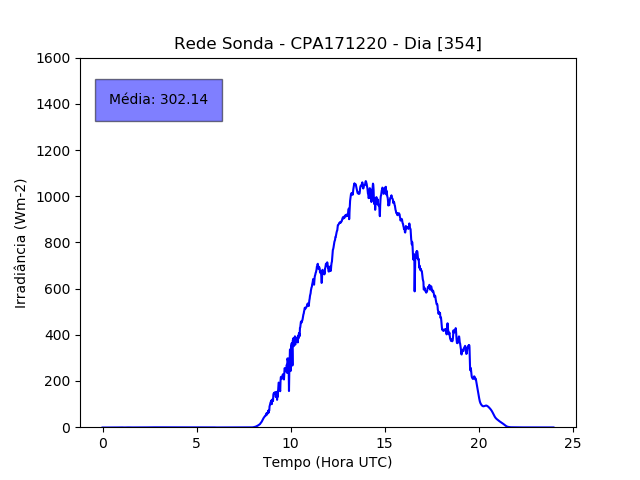 Rede Sonda - CPA171220 - Dia [354]
1600
1400
1200
1000
800
600
400
200
0
Irradiância (Wm-2)
Média: 302.14
0 5 10 15 20 25
Tempo (Hora UTC)